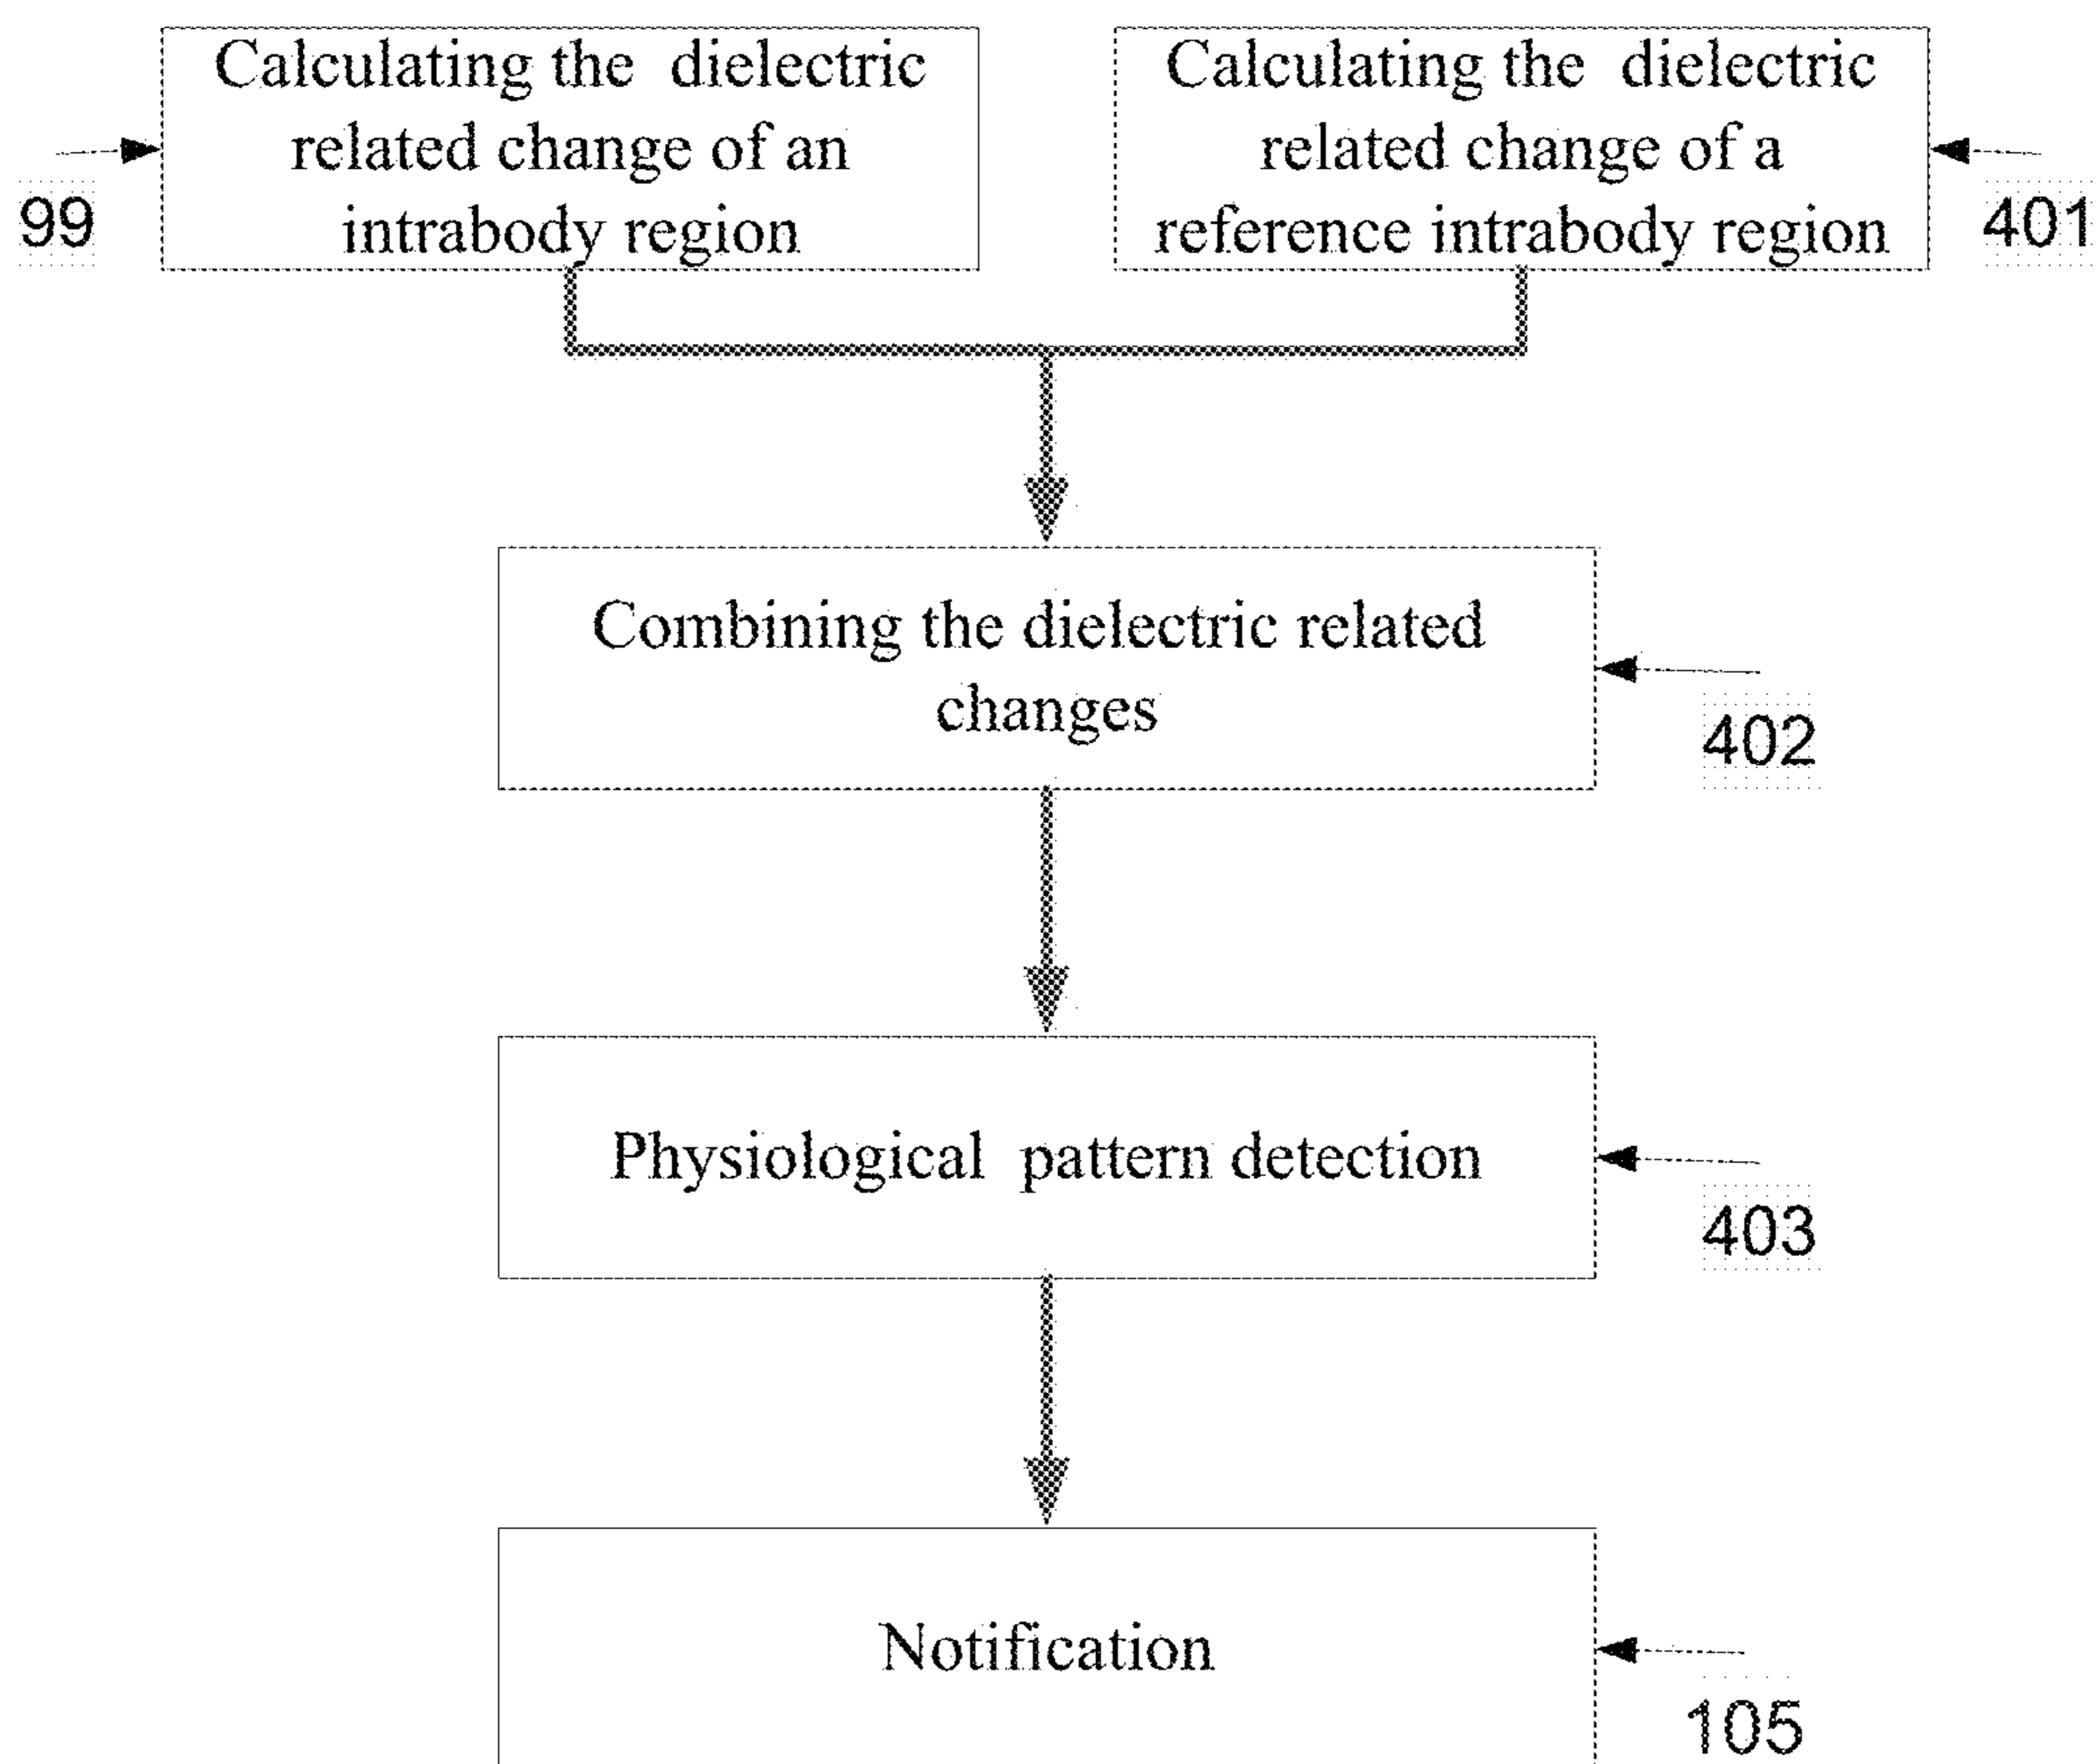 Calculating the dielectric
related change of an
intrabody region
99
Calculating the dielectric
related change of a
reference intrabody region
401
Combining the dielectric related
changes
402
Physiological pattern detection
403
Notification
105